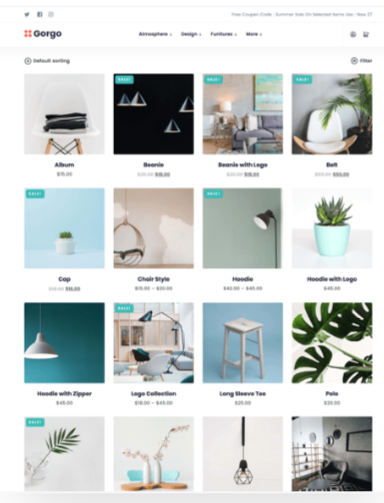 Free Coupon Code : Summer Sale On Selected Items Use : New 37
Gorgo
Atmosphere Design Funitures More
Default sorting
Filter
SALE! SALE! SALE!
Album Beanie Beanie with Logo Belt
$15.00 $20.00 $18.00 $20.00 $18.00 $65.00 $55.00
SALE! SALE!
Cap Chair Style Hoodie Hoodie with Logo
$18.00 $16.00 $15.00 – $20.00 $42.00 – $45.00 $45.00
SALE!
Hoodie with Zipper Logo Collection Long Sleeve Tee Polo
$45.00 $18.00 – $45.00 $25.00 $20.00
SALE!